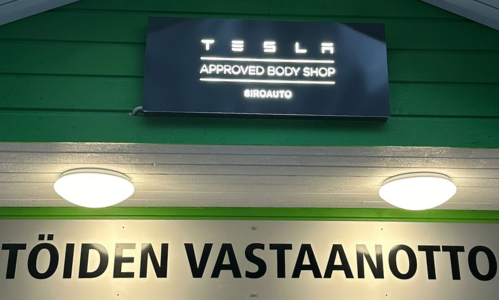 TESLA
APPROVED BODY SHOP
SIROAUTO
TÖIDEN VASTAANOTTO